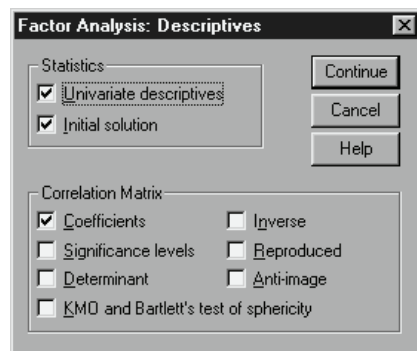 Factor Analysis: Descriptives
Statistics
Univariate descriptives
Initial solution
Continue
Cancel
Help
Correlation Matrix
Coefficients
Inverse
Significance levels
Reproduced
Determinant
Anti-image
KMO and Bartlett's test of sphericity